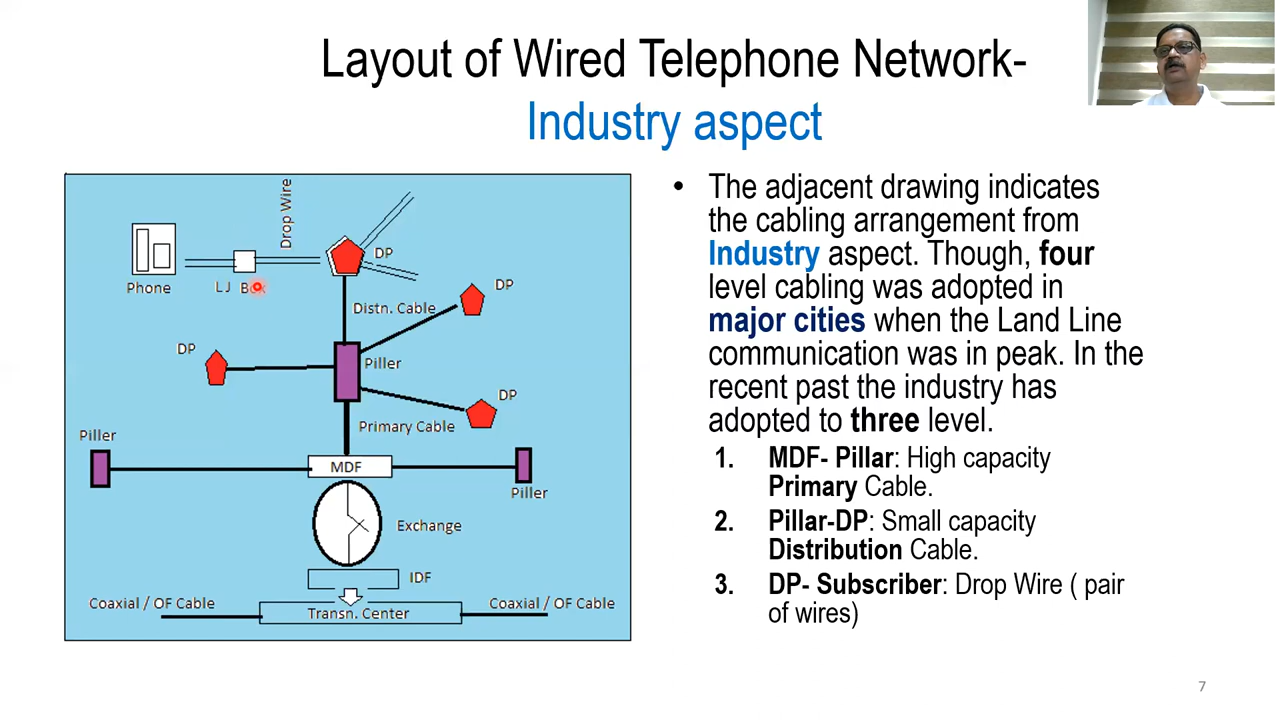 Layout of Wired Telephone Network-
Industry aspect
Drop Wire
DP
Phone
LJ
DP
Distn. Cable
DP
Piller
DP
Primary Cable
Piller
MDF
Piller
Exchange
IDF
Coaxial / OF Cable
Coaxial / OF Cable
Transn. Center
• The adjacent drawing indicates
the cabling arrangement from
Industry aspect. Though, four
level cabling was adopted in
major cities when the Land Line
communication was in peak. In the
recent past the industry has
adopted to three level.
1. MDF- Pillar: High capacity
Primary Cable.
2. Pillar-DP: Small capacity
Distribution Cable.
3. DP- Subscriber: Drop Wire ( pair
of wires)
7